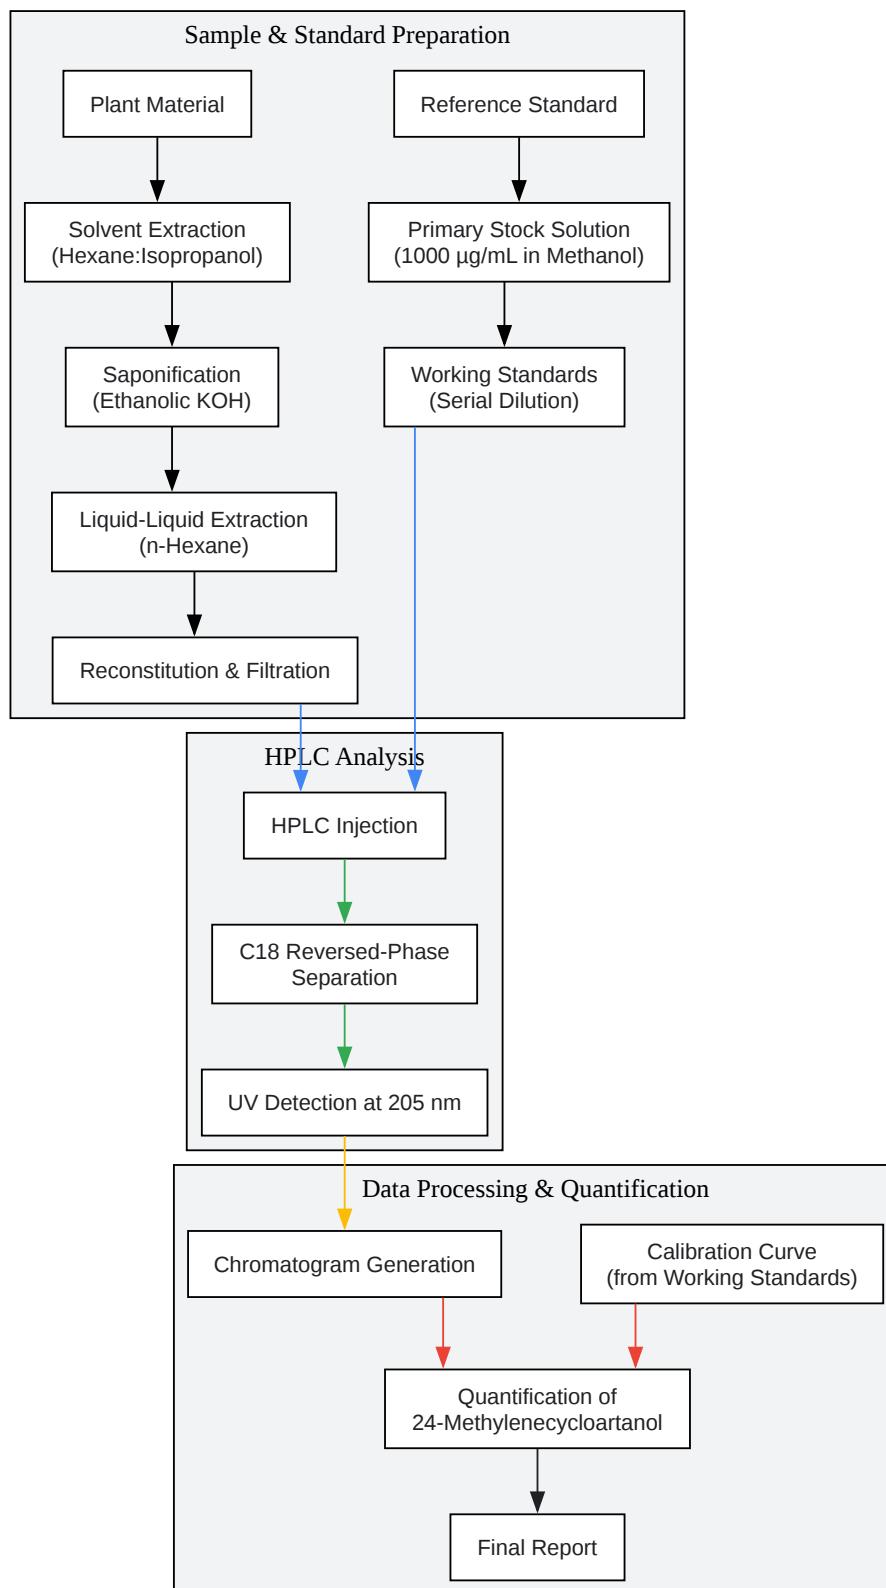 Sample & Standard Preparation
Plant Material
Reference Standard
Solvent Extraction
(Hexane:Isopropanol)
Primary Stock Solution
(1000 µg/mL in Methanol)
Saponification
(Ethanolic KOH)
Working Standards
(Serial Dilution)
Liquid-Liquid Extraction
(n-Hexane)
Reconstitution & Filtration
HPLC Analysis
HPLC Injection
C18 Reversed-Phase
Separation
UV Detection at 205 nm
Data Processing & Quantification
Chromatogram Generation
Calibration Curve
(from Working Standards)
Quantification of
24-Methylenecycloartanol
Final Report